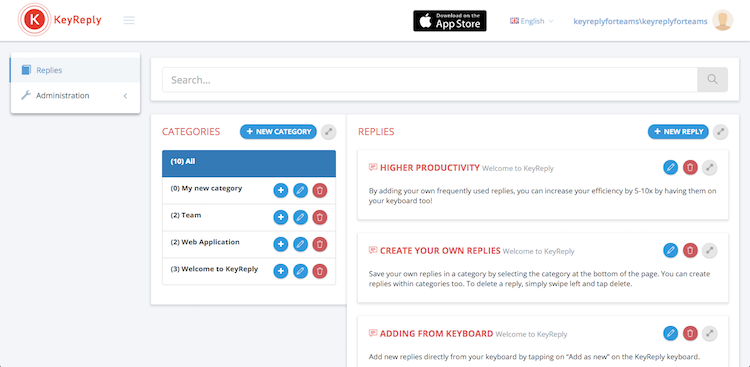 K KeyReply
Download on the
App Store
English
keyreplyforteams\keyreplyforteams
Replies
Administration
Search...
CATEGORIES
+ NEW CATEGORY
(10) All
(0) My new category
(2) Team
(2) Web Application
(3) Welcome to KeyReply
REPLIES
+ NEW REPLY
HIGHER PRODUCTIVITY Welcome to KeyReply
By adding your own frequently used replies, you can increase your efficiency by 5-10x by having them on
your keyboard too!
CREATE YOUR OWN REPLIES Welcome to KeyReply
Save your own replies in a category by selecting the category at the bottom of the page. You can create
replies within categories too. To delete a reply, simply swipe left and tap delete.
ADDING FROM KEYBOARD Welcome to KeyReply
Add new replies directly from your keyboard by tapping on "Add as new" on the KeyReply keyboard.